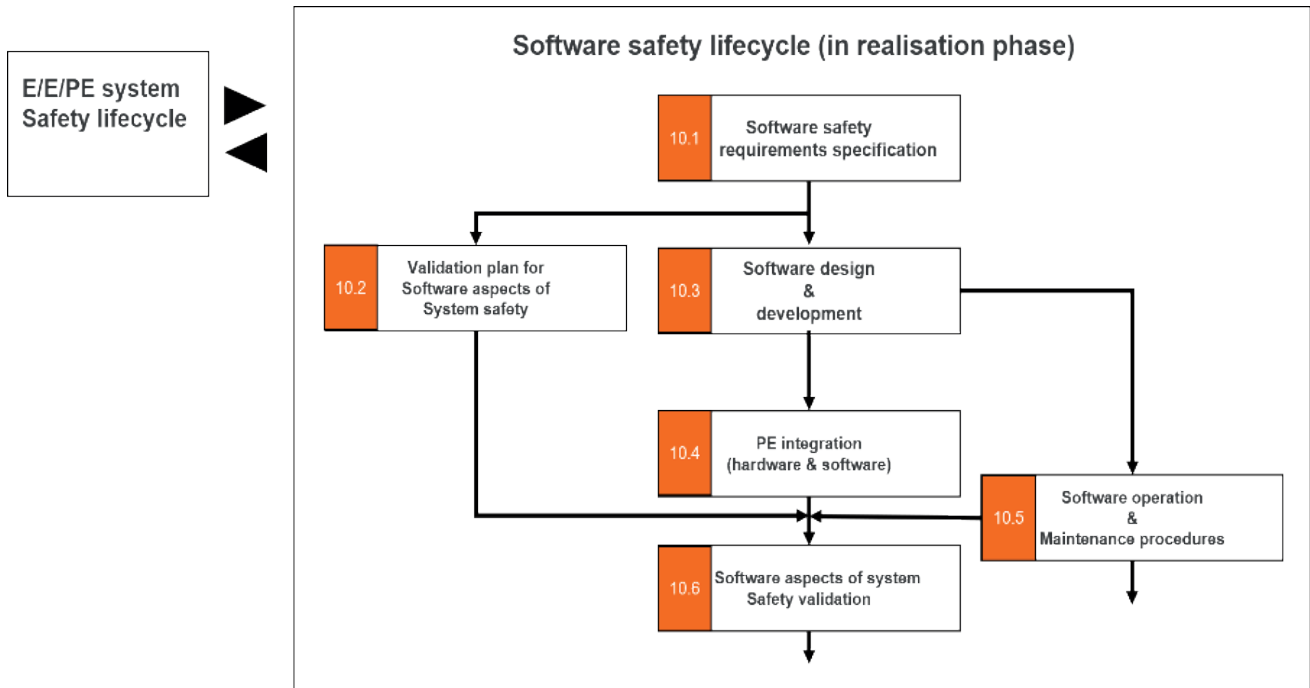 Software safety lifecycle (in realisation phase)
E/E/PE system
Safety lifecycle
10.1
Software safety
requirements specification
10.2
Validation plan for
Software aspects of
System safety
10.3
Software design
&
development
10.4
PE integration
(hardware & software)
10.5
Software operation
&
Maintenance procedures
10.6
Software aspects of system
Safety validation